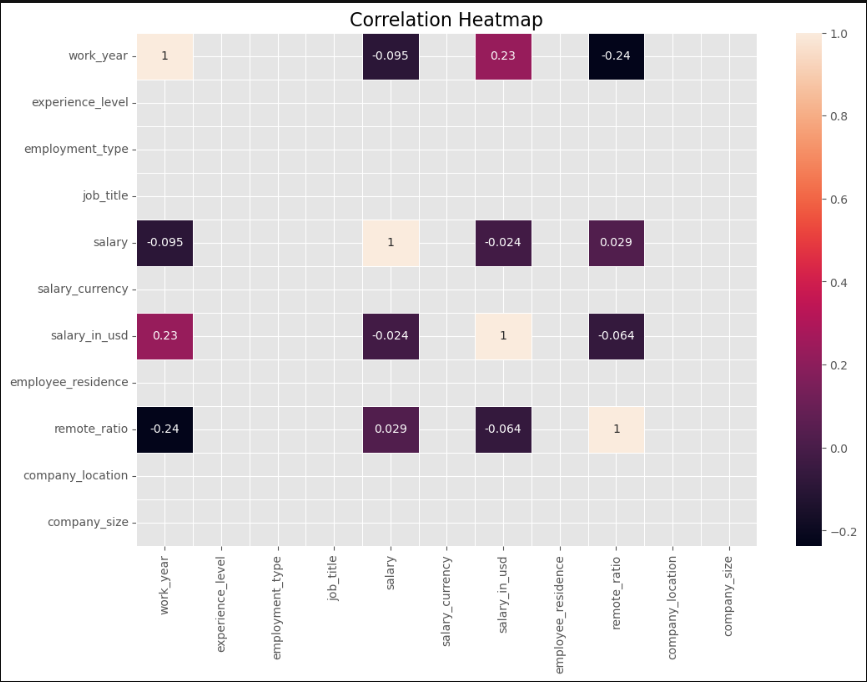 Correlation Heatmap
work_year 1 -0.095 0.23 -0.24
experience_level
employment_type
job_title
salary -0.095 1 -0.024 0.029
salary_currency
salary_in_usd 0.23 -0.024 1 -0.064
employee_residence
remote_ratio -0.24 0.029 -0.064 1
company_location
company_size
work_year
experience_level
employment_type
job_title
salary
salary_currency
salary_in_usd
employee_residence
remote_ratio
company_location
company_size
1.0
0.8
0.6
0.4
0.2
0.0
−0.2